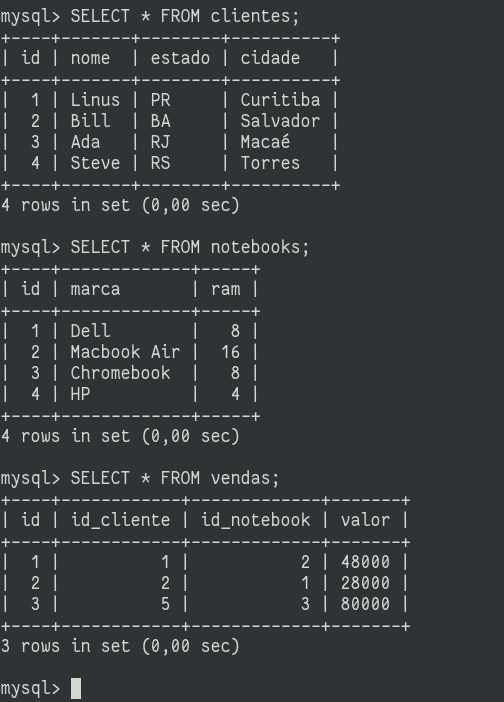 mysql> SELECT * FROM clientes;
+----+-------+--------+----------+
| id | nome  | estado | cidade   |
+----+-------+--------+----------+
|  1 | Linus | PR     | Curitiba |
|  2 | Bill  | BA     | Salvador |
|  3 | Ada   | RJ     | Macaé    |
|  4 | Steve | RS     | Torres   |
+----+-------+--------+----------+
4 rows in set (0,00 sec)

mysql> SELECT * FROM notebooks;
+----+-------------+-----+
| id | marca       | ram |
+----+-------------+-----+
|  1 | Dell        |   8 |
|  2 | Macbook Air |  16 |
|  3 | Chromebook  |   8 |
|  4 | HP          |   4 |
+----+-------------+-----+
4 rows in set (0,00 sec)

mysql> SELECT * FROM vendas;
+----+------------+-------------+-------+
| id | id_cliente | id_notebook | valor |
+----+------------+-------------+-------+
|  1 |          1 |           2 | 48000 |
|  2 |          2 |           1 | 28000 |
|  3 |          5 |           3 | 80000 |
+----+------------+-------------+-------+
3 rows in set (0,00 sec)

mysql>